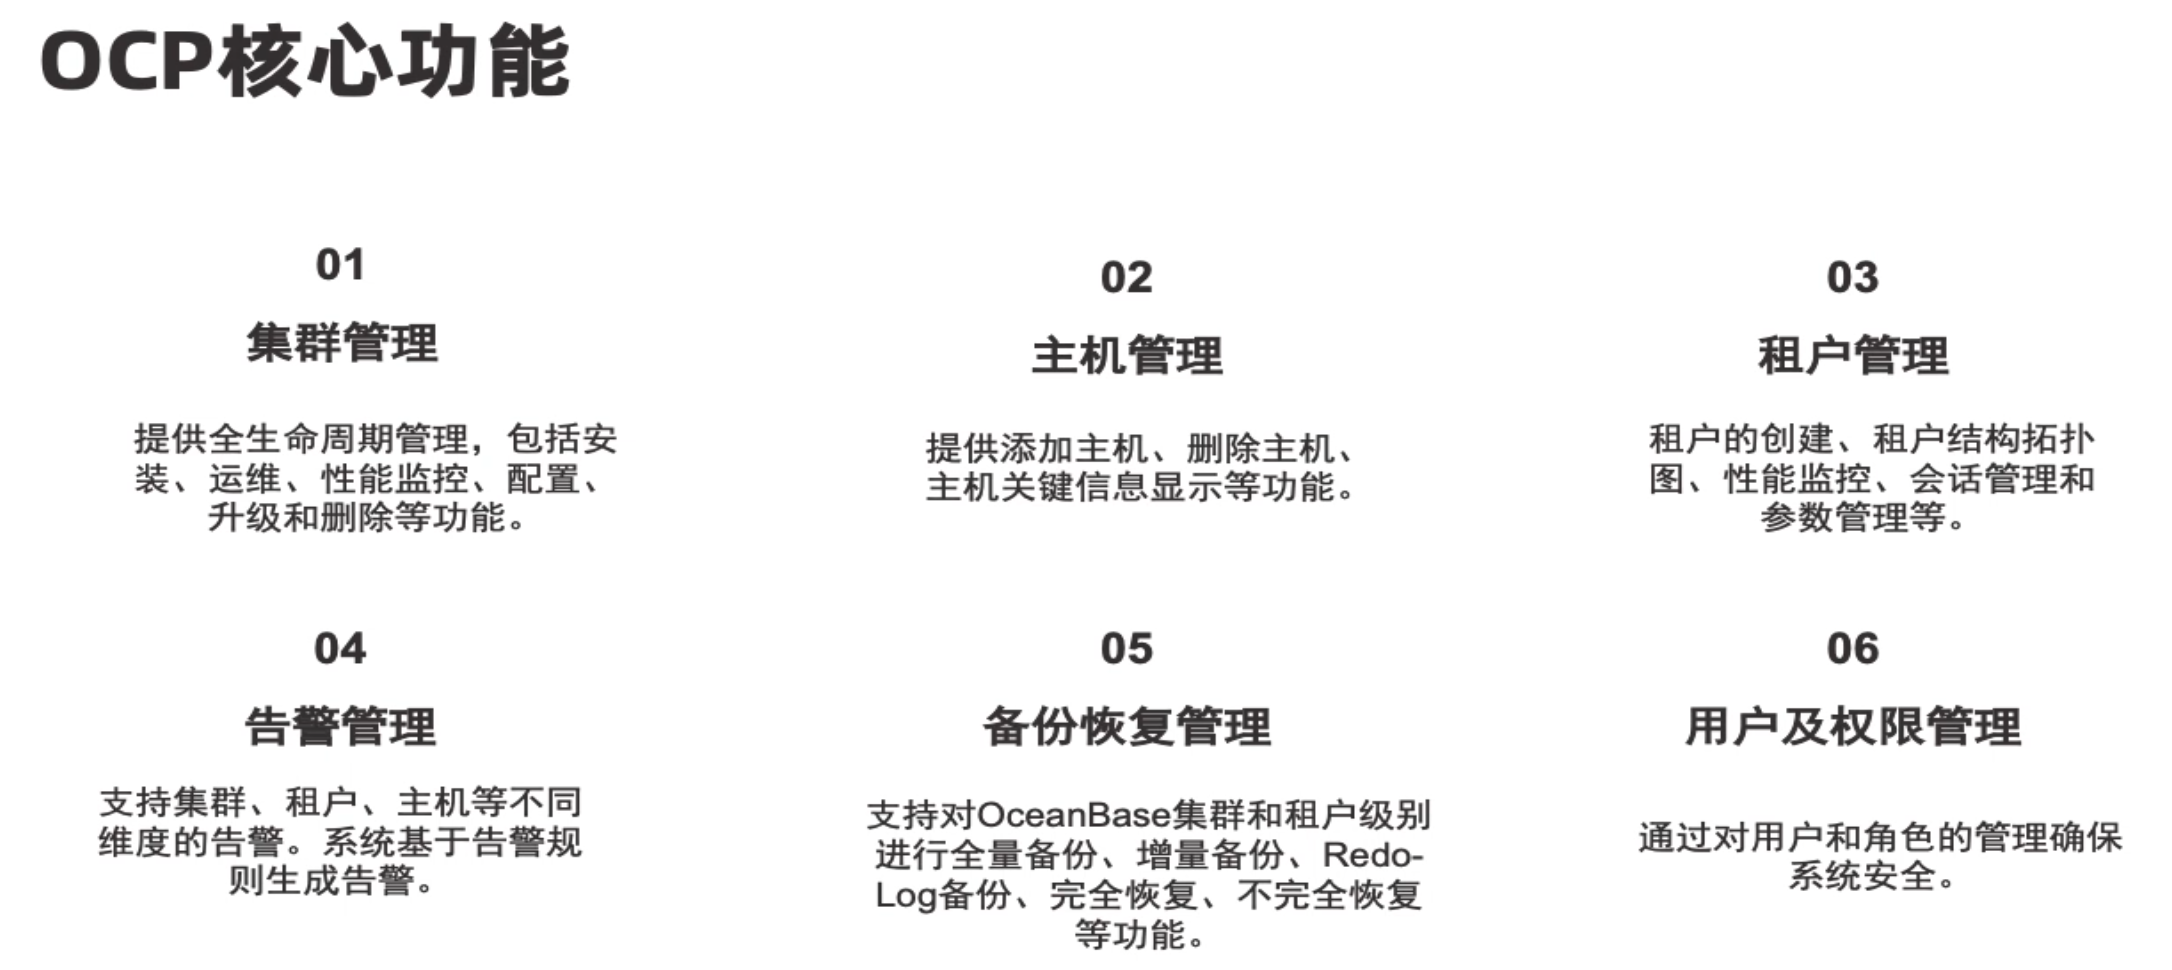 OCP核心功能
01
集群管理
提供全生命周期管理，包括安
装、运维、性能监控、配置、
升级和删除等功能。
02
主机管理
提供添加主机、删除主机、
主机关键信息显示等功能。
03
租户管理
租户的创建、租户结构拓扑
图、性能监控、会话管理和
参数管理等。
04
告警管理
支持集群、租户、主机等不同
维度的告警。系统基于告警规
则生成告警。
05
备份恢复管理
支持对OceanBase集群和租户级别
进行全量备份、增量备份、Redo-
Log备份、完全恢复、不完全恢复
等功能。
06
用户及权限管理
通过对用户和角色的管理确保
系统安全。